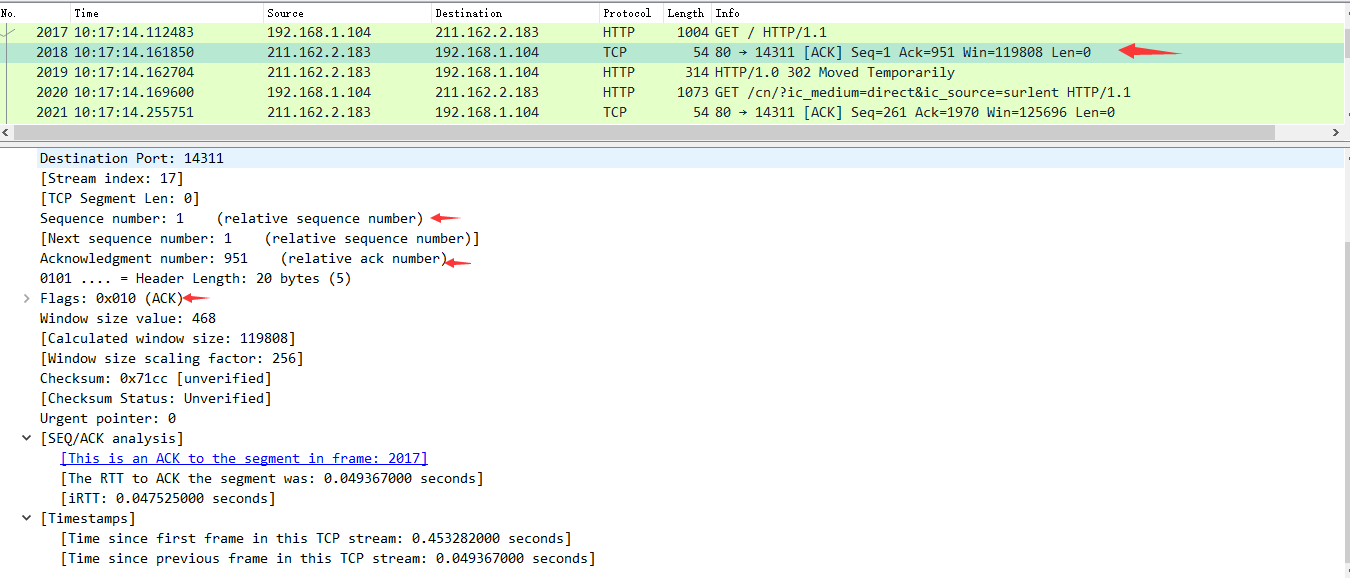 No. Time Source Destination Protocol Length Info
2017 10:17:14.112483 192.168.1.104 211.162.2.183 HTTP 1004 GET / HTTP/1.1
2018 10:17:14.161850 211.162.2.183 192.168.1.104 TCP 54 80 → 14311 [ACK] Seq=1 Ack=951 Win=119808 Len=0
2019 10:17:14.162704 211.162.2.183 192.168.1.104 HTTP 314 HTTP/1.0 302 Moved Temporarily
2020 10:17:14.169600 192.168.1.104 211.162.2.183 HTTP 1073 GET /cn/?ic_medium=direct&ic_source=surlent HTTP/1.1
2021 10:17:14.255751 211.162.2.183 192.168.1.104 TCP 54 80 → 14311 [ACK] Seq=261 Ack=1970 Win=125696 Len=0
Destination Port: 14311
[Stream index: 17]
[TCP Segment Len: 0]
Sequence number: 1 (relative sequence number)
[Next sequence number: 1 (relative sequence number)]
Acknowledgment number: 951 (relative ack number)
0101 .... = Header Length: 20 bytes (5)
Flags: 0x010 (ACK)
Window size value: 468
[Calculated window size: 119808]
[Window size scaling factor: 256]
Checksum: 0x71cc [unverified]
[Checksum Status: Unverified]
Urgent pointer: 0
[SEQ/ACK analysis]
[This is an ACK to the segment in frame: 2017]
[The RTT to ACK the segment was: 0.049367000 seconds]
[iRTT: 0.047525000 seconds]
[Timestamps]
[Time since first frame in this TCP stream: 0.453282000 seconds]
[Time since previous frame in this TCP stream: 0.049367000 seconds]